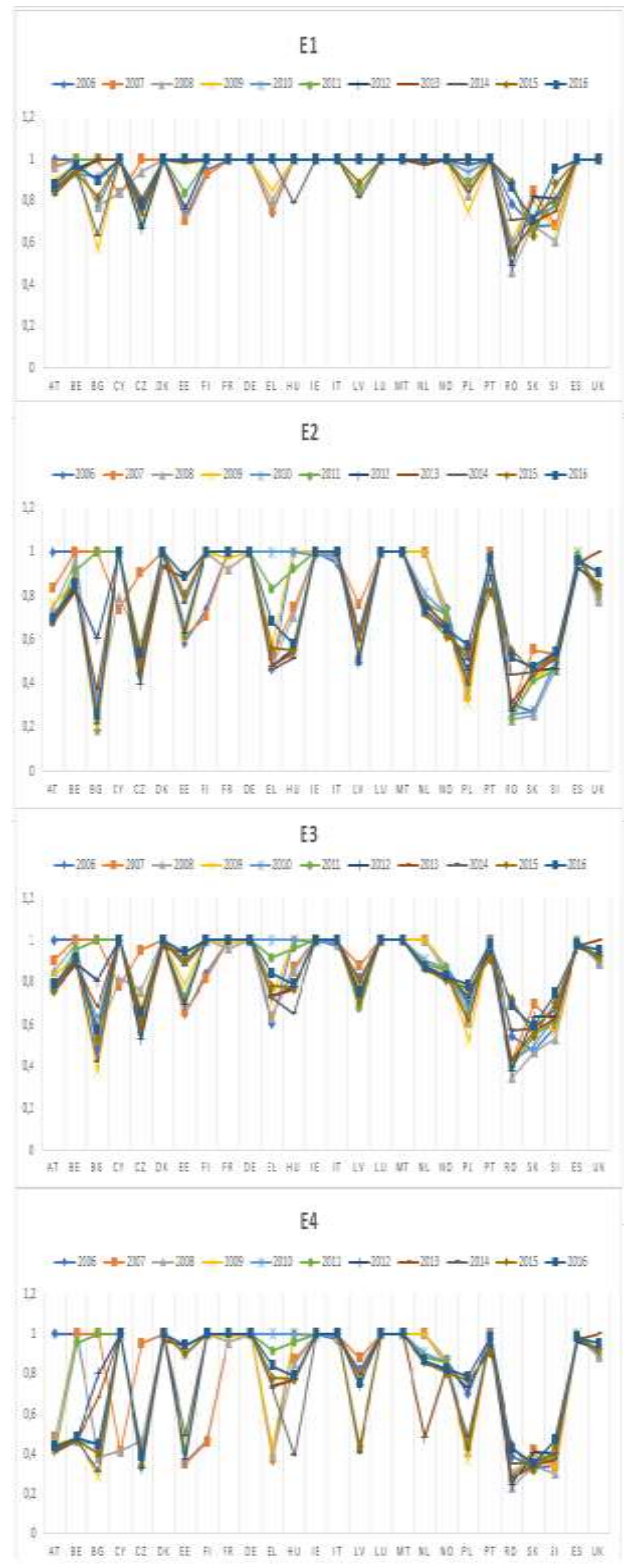 E1
2006 2007 2008 2009 2010 2011 2012 2013 2014 2015 2016
1,2
1
0,8
0,6
0,4
0,2
0
AT BE BG CY CZ DK EE FI FR DE EL HU IE IT LV LU MT NL NO PL PT RO SK SI ES UK
E2
2006 2007 2008 2009 2010 2011 2012 2013 2014 2015 2016
1,2
1
0,8
0,6
0,4
0,2
0
AT BE BG CY CZ DK EE FI FR DE EL HU IE IT LV LU MT NL NO PL PT RO SK SI ES UK
E3
2006 2007 2008 2009 2010 2011 2012 2013 2014 2015 2016
1,2
1
0,8
0,6
0,4
0,2
0
AT BE BG CY CZ DK EE FI FR DE EL HU IE IT LV LU MT NL NO PL PT RO SK SI ES UK
E4
2006 2007 2008 2009 2010 2011 2012 2013 2014 2015 2016
1,2
1
0,8
0,6
0,4
0,2
0
AT BE BG CY CZ DK EE FI FR DE EL HU IE IT LV LU MT NL NO PL PT RO SK SI ES UK